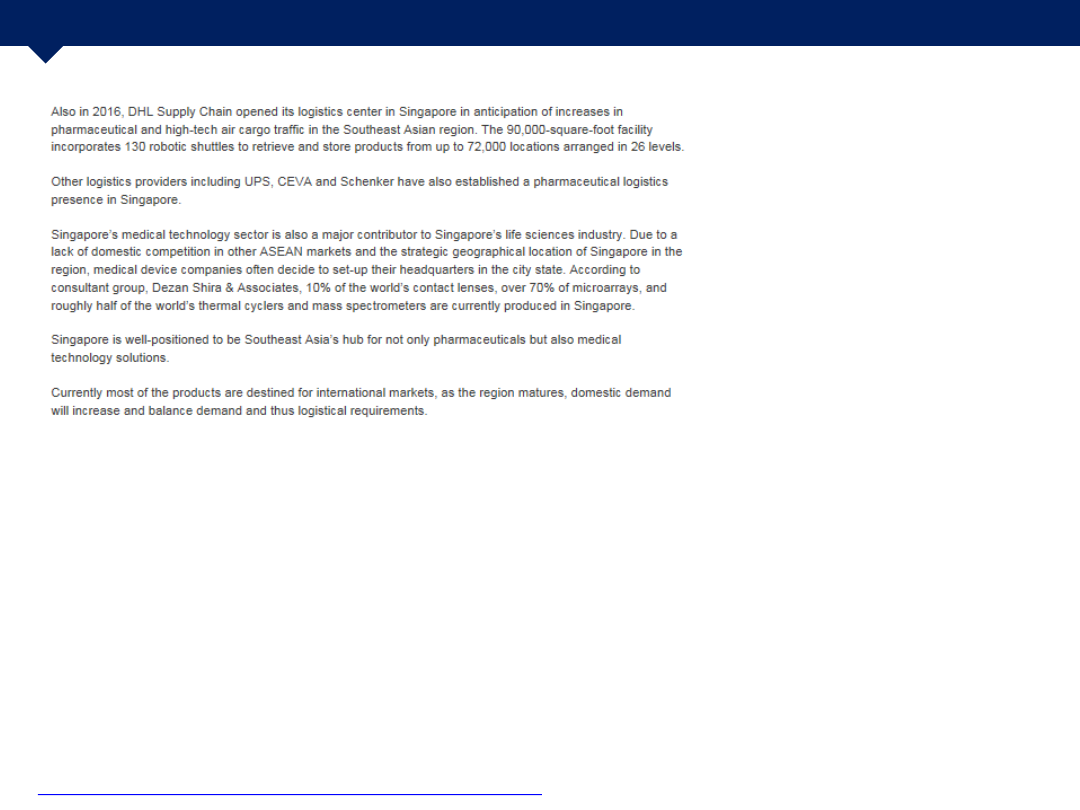 Also in 2016, DHL Supply Chain opened its logistics center in Singapore in anticipation of increases in
pharmaceutical and high-tech air cargo traffic in the Southeast Asian region. The 90,000-square-foot facility
incorporates 130 robotic shuttles to retrieve and store products from up to 72,000 locations arranged in 26 levels.
Other logistics providers including UPS, CEVA and Schenker have also established a pharmaceutical logistics
presence in Singapore.
Singapore's medical technology sector is also a major contributor to Singapore's life sciences industry. Due to a
lack of domestic competition in other ASEAN markets and the strategic geographical location of Singapore in the
region, medical device companies often decide to set-up their headquarters in the city state. According to
consultant group, Dezan Shira & Associates, 10% of the world's contact lenses, over 70% of microarrays, and
roughly half of the world's thermal cyclers and mass spectrometers are currently produced in Singapore.
Singapore is well-positioned to be Southeast Asia's hub for not only pharmaceuticals but also medical
technology solutions.
Currently most of the products are destined for international markets, as the region matures, domestic demand
will increase and balance demand and thus logistical requirements.